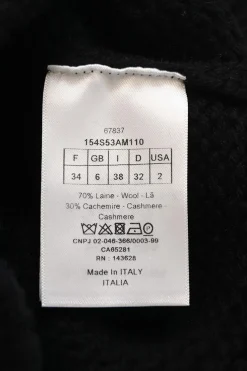 67837
154S53AM110
F GB I D USA
34 6 38 32 2
70% Laine - Wool - Lã
30% Cachemire - Cashmere -
Cashmere
CNPJ 02-046-366/0003-99
CA65281
RN : 143628
Made In ITALY
ITALIA